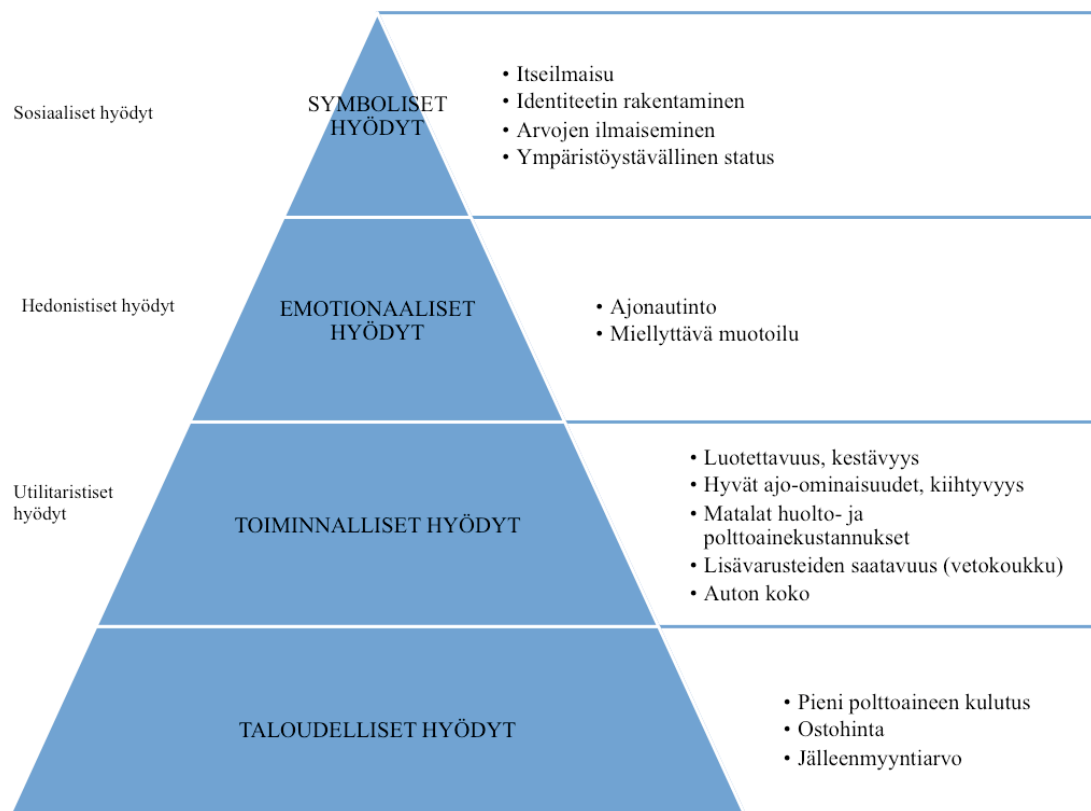 Sosiaaliset hyödyt
SYMBOLISET
HYÖDYT
• Itseilmaisu
• Identiteetin rakentaminen
• Arvojen ilmaiseminen
• Ympäristöystävällinen status
Hedonistiset hyödyt
EMOTIONAALISET
HYÖDYT
• Ajonautinto
• Miellyttävä muotoilu
Utilitaristiset
hyödyt
TOIMINNALLISET HYÖDYT
• Luotettavuus, kestävyys
• Hyvät ajo-ominaisuudet, kiihtyvyys
• Matalat huolto- ja
polttoainekustannukset
• Lisävarusteiden saatavuus (vetokoukku)
• Auton koko
TALOUDELLISET HYÖDYT
• Pieni polttoaineen kulutus
• Ostohinta
• Jälleenmyyntiarvo